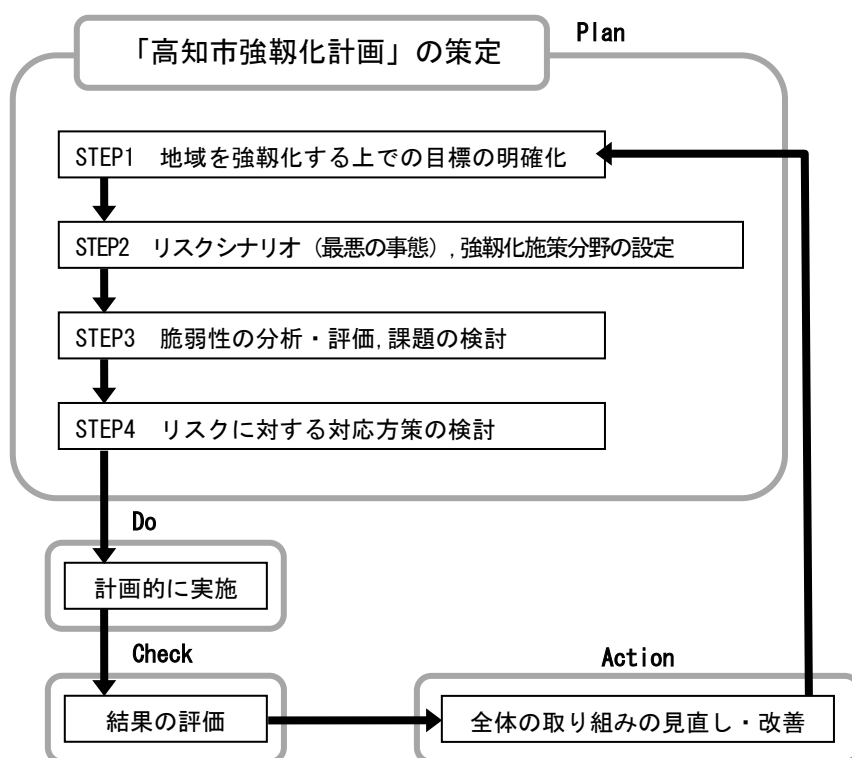 「高知市強靱化計画」の策定
Plan
STEP1 地域を強靱化する上での目標の明確化
STEP2 リスクシナリオ（最悪の事態）,強靱化施策分野の設定
STEP3 脆弱性の分析・評価,課題の検討
STEP4 リスクに対する対応方策の検討
Do
計画的に実施
Check
結果の評価
Action
全体の取り組みの見直し・改善